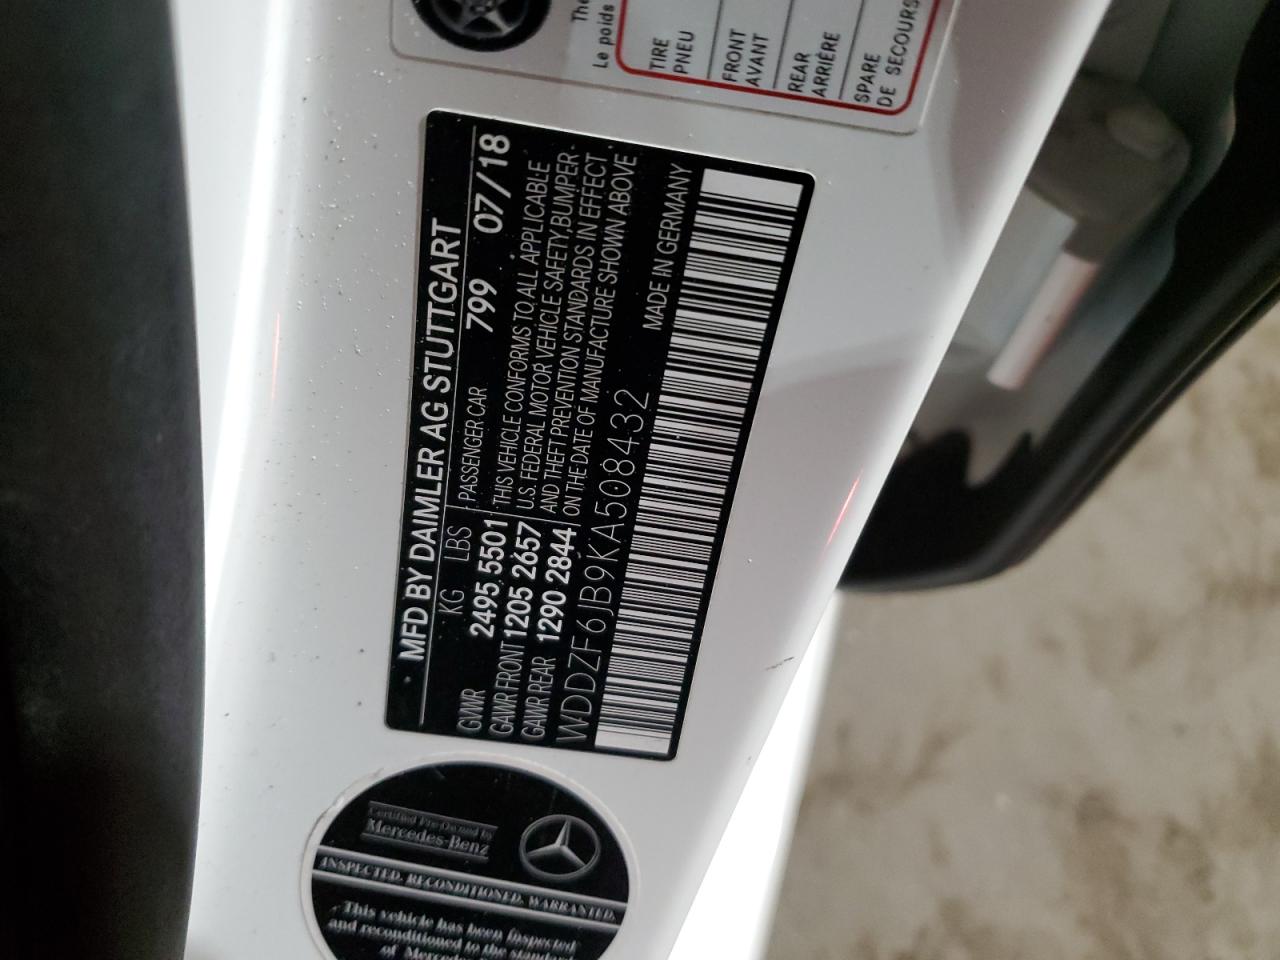 The
Le poids
TIRE
PNEU
FRONT
AVANT
REAR
ARRIÈRE
SPARE
DE SECOURS
MFD BY DAIMLER AG STUTTGART
KG LBS PASSENGER CAR 799 07/18
GVWR 2495 5501 THIS VEHICLE CONFORMS TO ALL APPLICABLE
GAWR FRONT 1205 2657 U.S. FEDERAL MOTOR VEHICLE SAFETY, BUMPER
GAWR REAR 1290 2844 AND THEFT PREVENTION STANDARDS IN EFFECT
ON THE DATE OF MANUFACTURE SHOWN ABOVE
WDDZF6JB9KA508432 MADE IN GERMANY
Certified Pre-Owned by
Mercedes-Benz
INSPECTED. RECONDITIONED. WARRANTED.
This vehicle has been inspected
and reconditioned to the standard
of